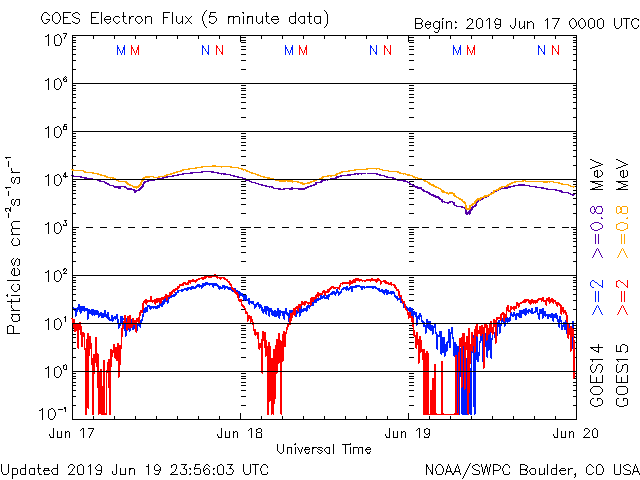 GOES Electron Flux (5 minute data)
Begin: 2019 Jun 17 0000 UTC
10⁷
10⁶
10⁵
10⁴
10³
10²
10¹
10⁰
10⁻¹
Particles cm⁻²s⁻¹sr⁻¹
M M N N M M N N M M N N
Jun 17 Jun 18 Jun 19 Jun 20
Universal Time
GOES14 >=2 >=0.8 MeV
GOES15 >=2 >=0.8 MeV
Updated 2019 Jun 19 23:56:03 UTC
NOAA/SWPC Boulder, CO USA